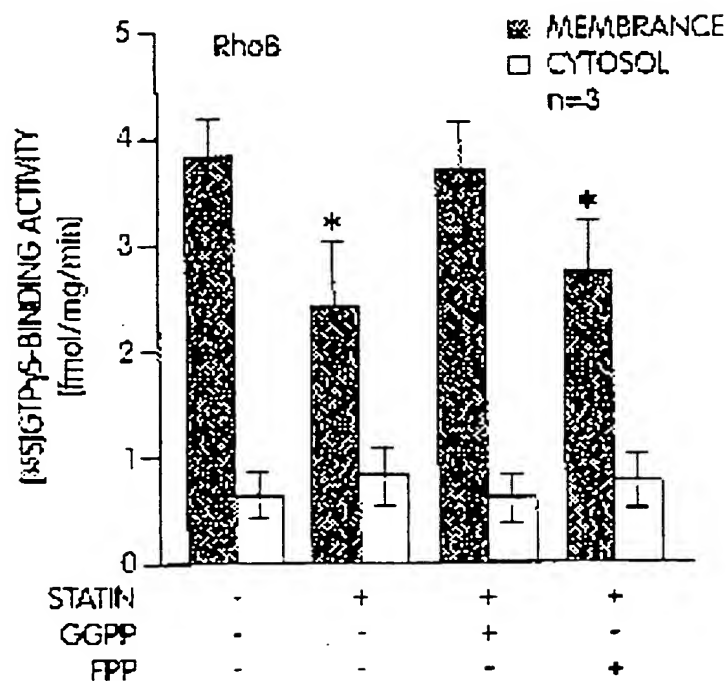 5
RhoB
MEMBRANCE
CYTOSOL
n=3
4
*
*
3
2
1
0
[35S]GTPγS-BINDING ACTIVITY
[fmol/mg/min]
STATIN - + + +
GGPP - - + -
FPP - - - +